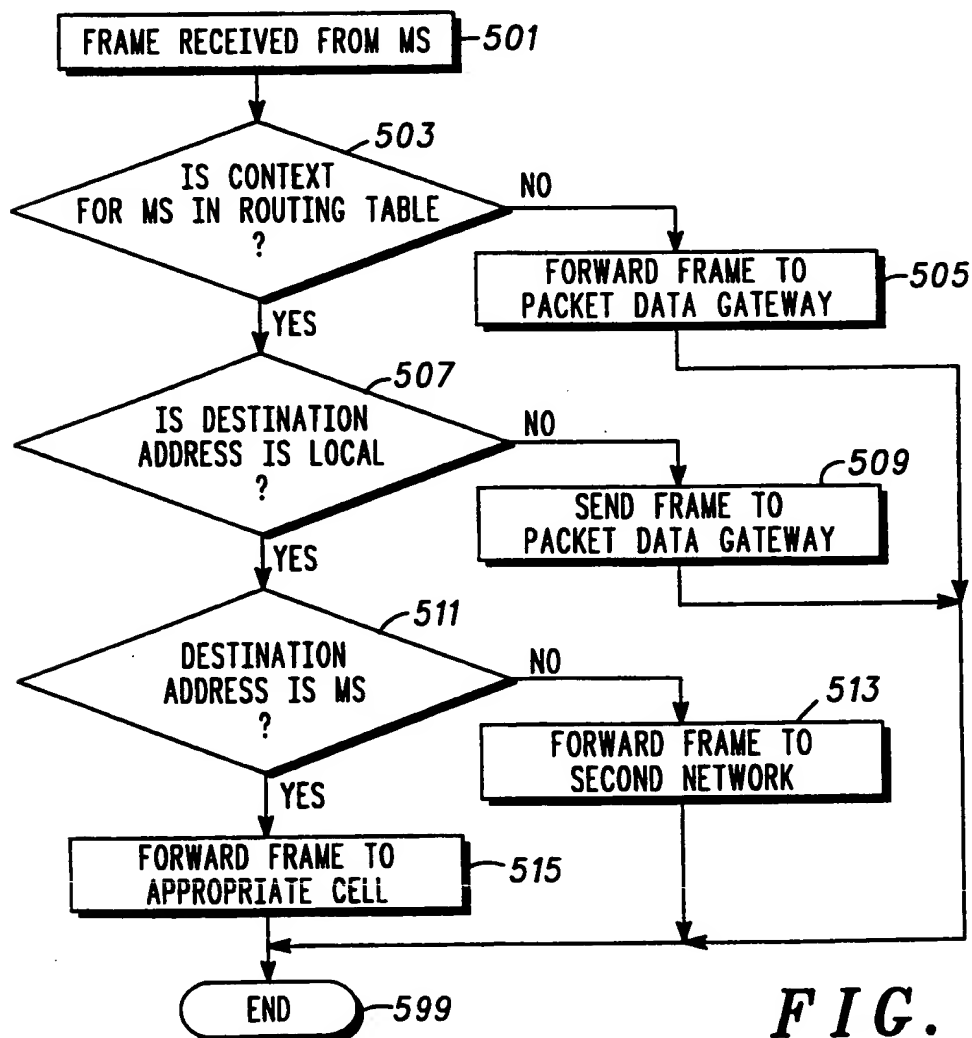 FRAME RECEIVED FROM MS
501
503
IS CONTEXT
FOR MS IN ROUTING TABLE
?
NO
YES
FORWARD FRAME TO
PACKET DATA GATEWAY
505
507
IS DESTINATION
ADDRESS IS LOCAL
?
NO
YES
509
SEND FRAME TO
PACKET DATA GATEWAY
511
DESTINATION
ADDRESS IS MS
?
NO
YES
513
FORWARD FRAME TO
SECOND NETWORK
FORWARD FRAME TO
APPROPRIATE CELL
515
END
599
FIG.